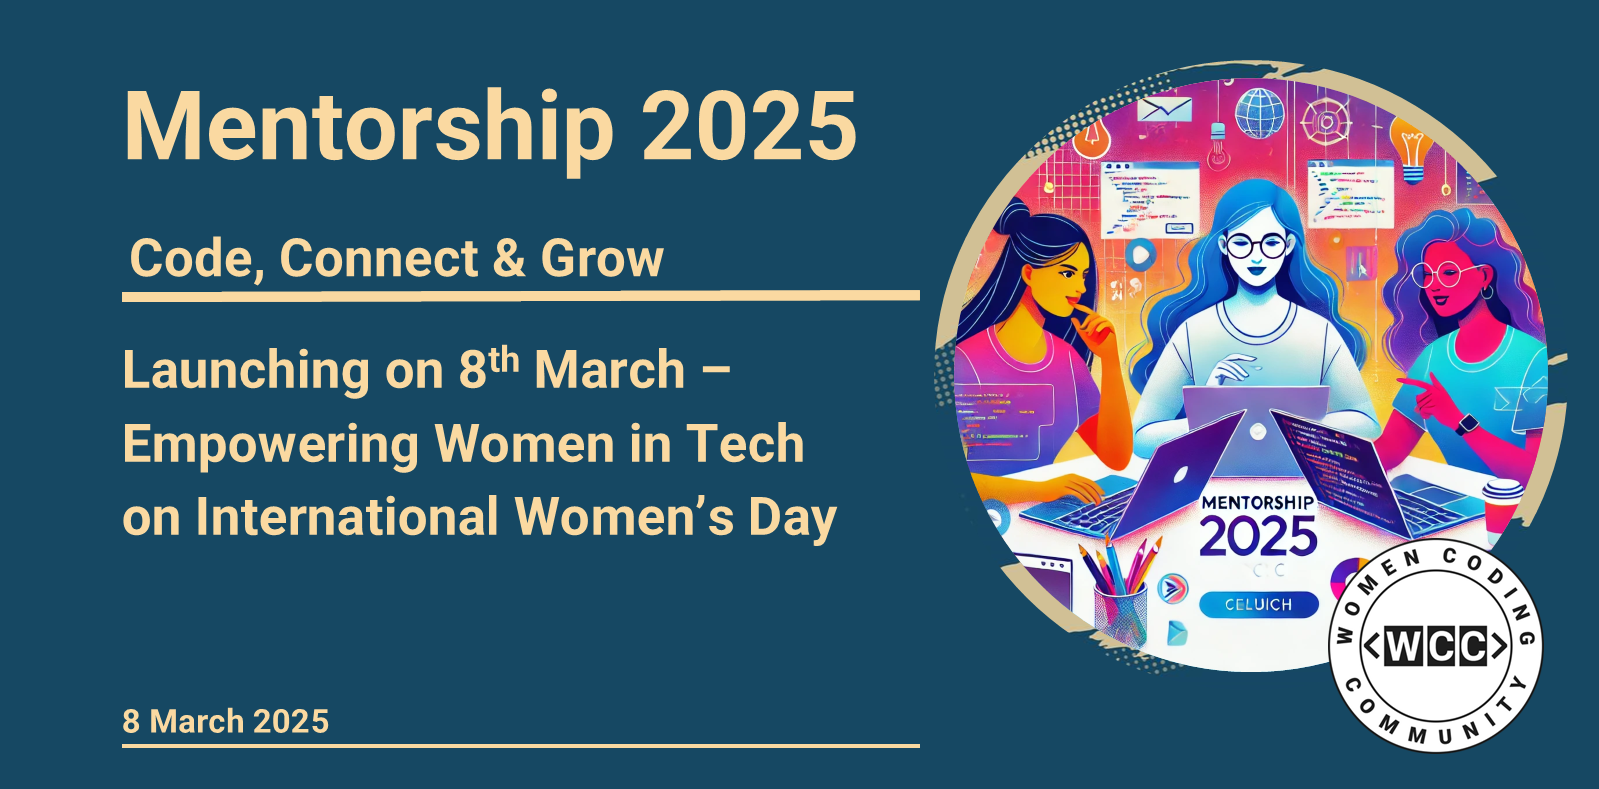 Mentorship 2025
Code, Connect & Grow
Launching on 8th March –
Empowering Women in Tech
on International Women’s Day
8 March 2025
MENTORSHIP
2025
CELUICH
WOMEN CODING
<WCC>
COMMUNITY